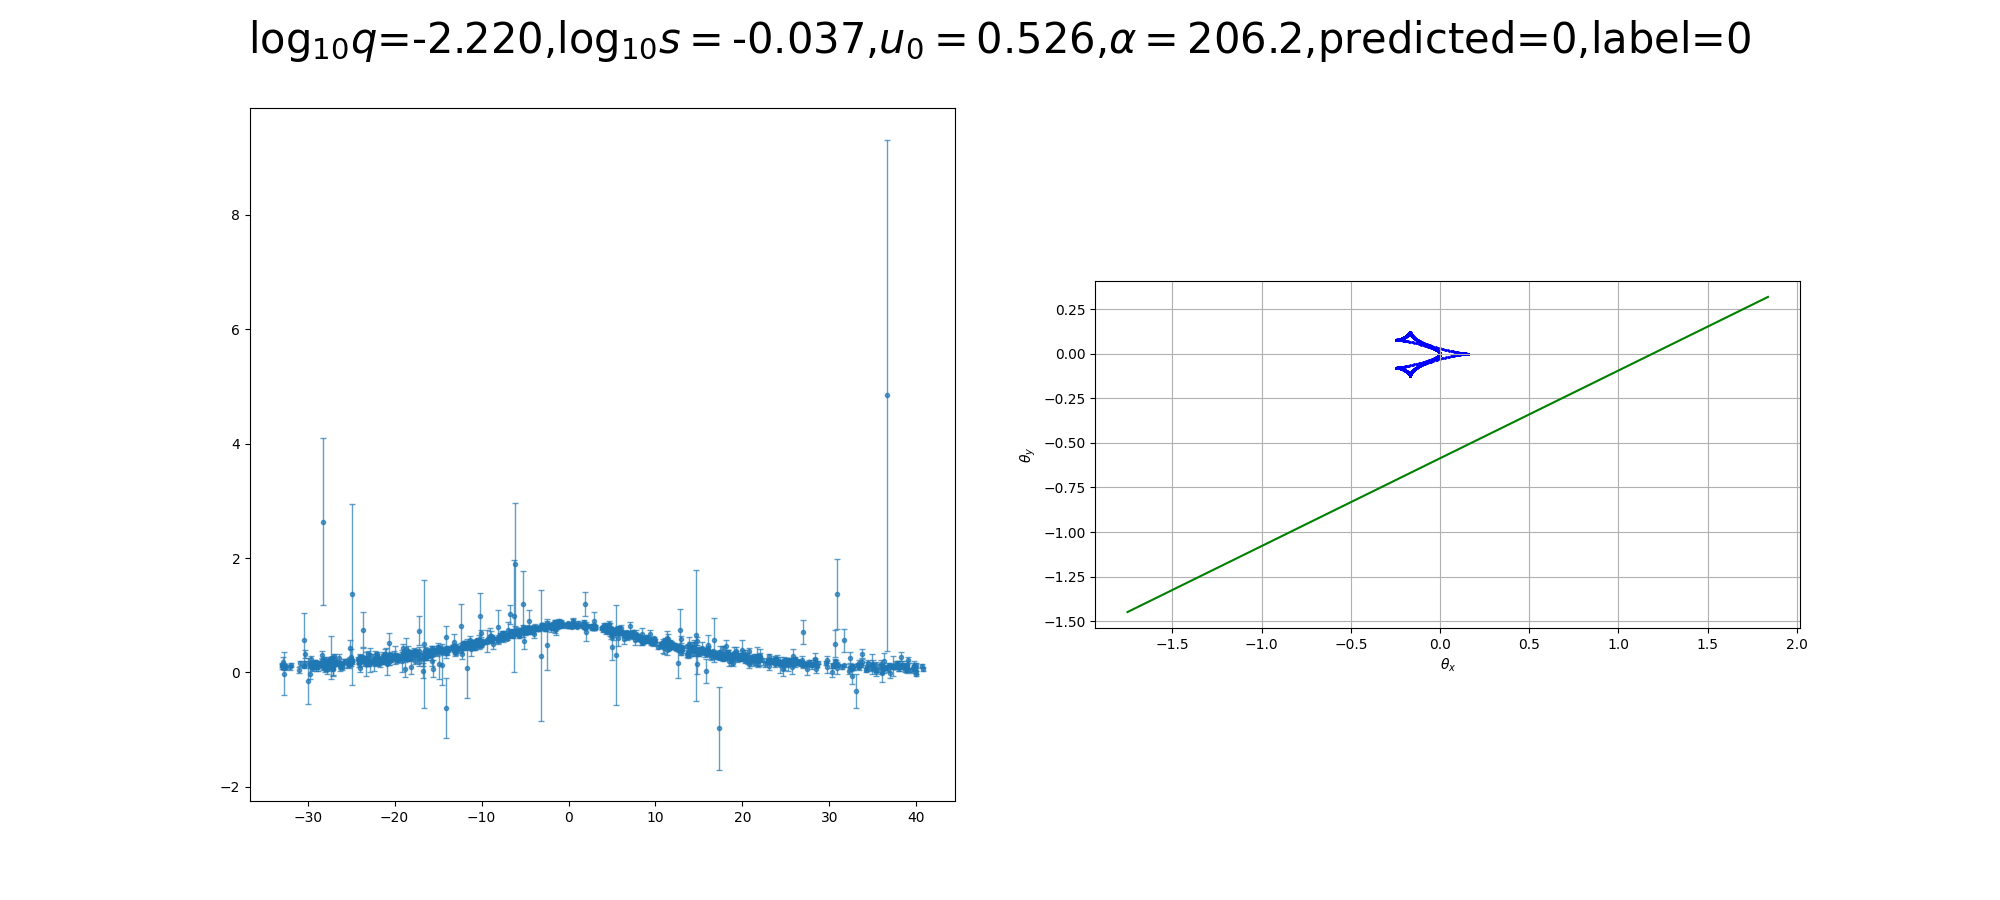 log₁₀q=-2.220,log₁₀s = -0.037,u₀ = 0.526,α = 206.2,predicted=0,label=0
8
6
4
2
0
−2
−30 −20 −10 0 10 20 30 40
0.25
0.00
−0.25
−0.50
−0.75
−1.00
−1.25
−1.50
θy
−1.5 −1.0 −0.5 0.0 0.5 1.0 1.5 2.0
θx